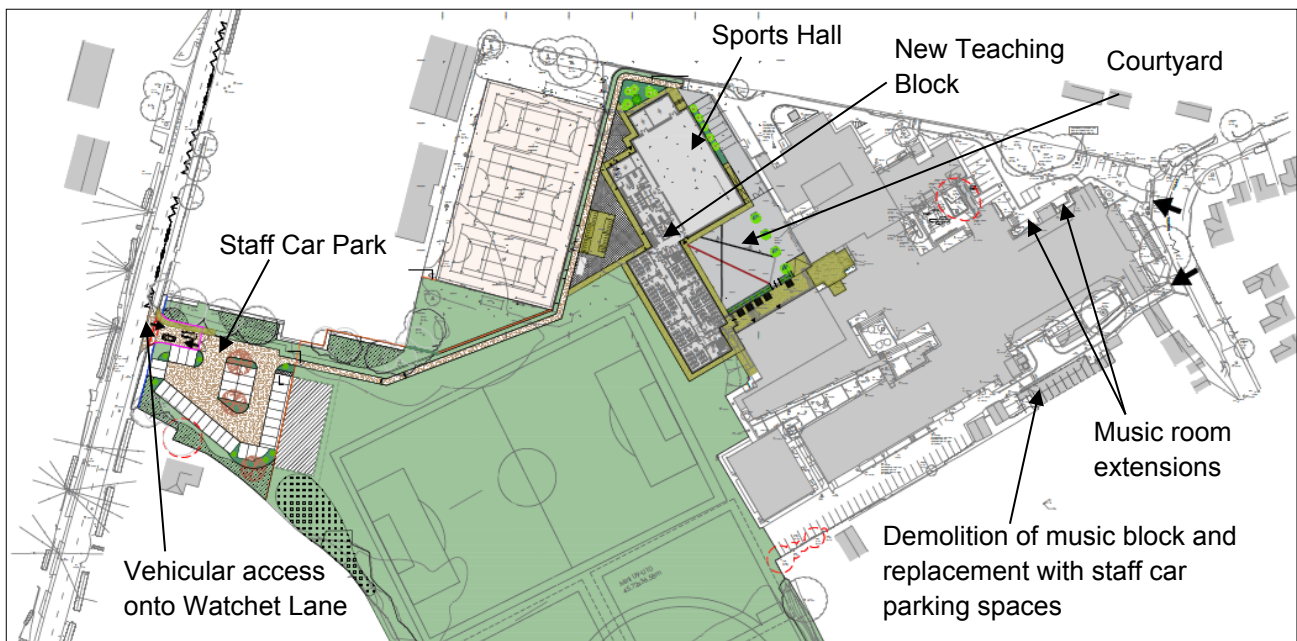 Sports Hall
New Teaching
Block
Courtyard
Staff Car Park
Music room
extensions
Vehicular access
onto Watchet Lane
Demolition of music block and
replacement with staff car
parking spaces